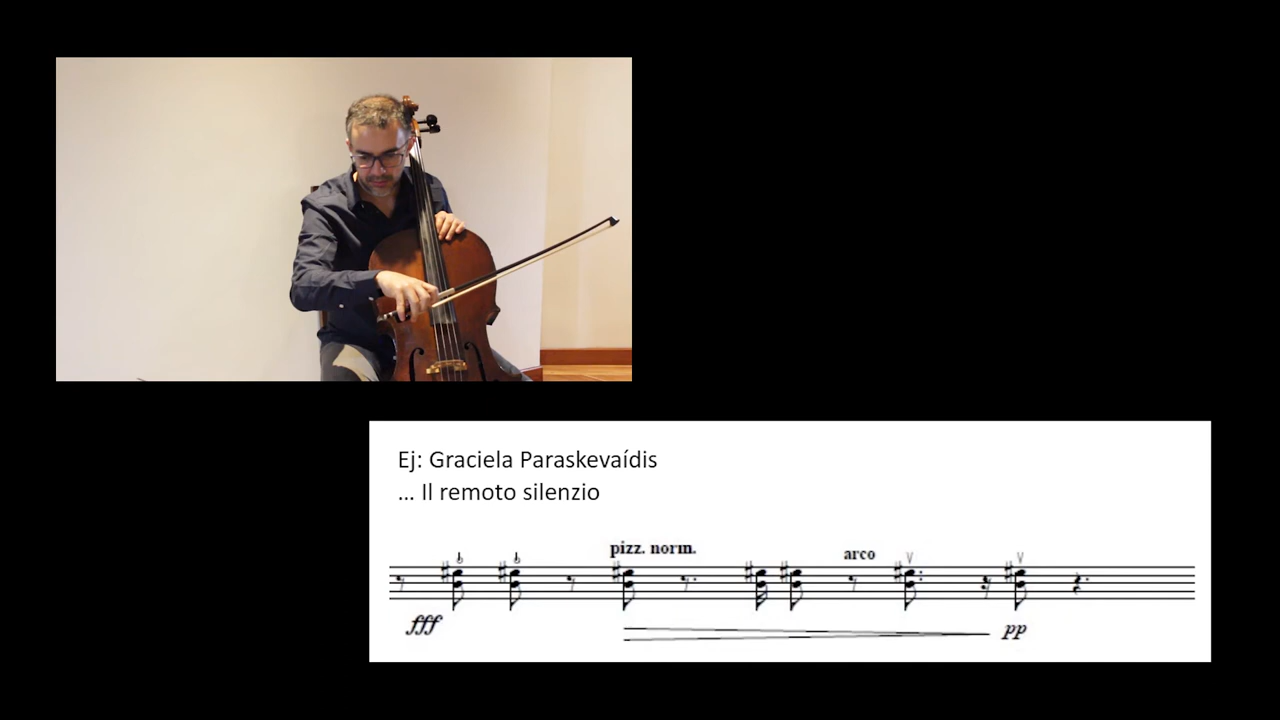 Ej: Graciela Paraskevaídis
... Il remoto silenzio
pizz. norm.
arco
fff
pp